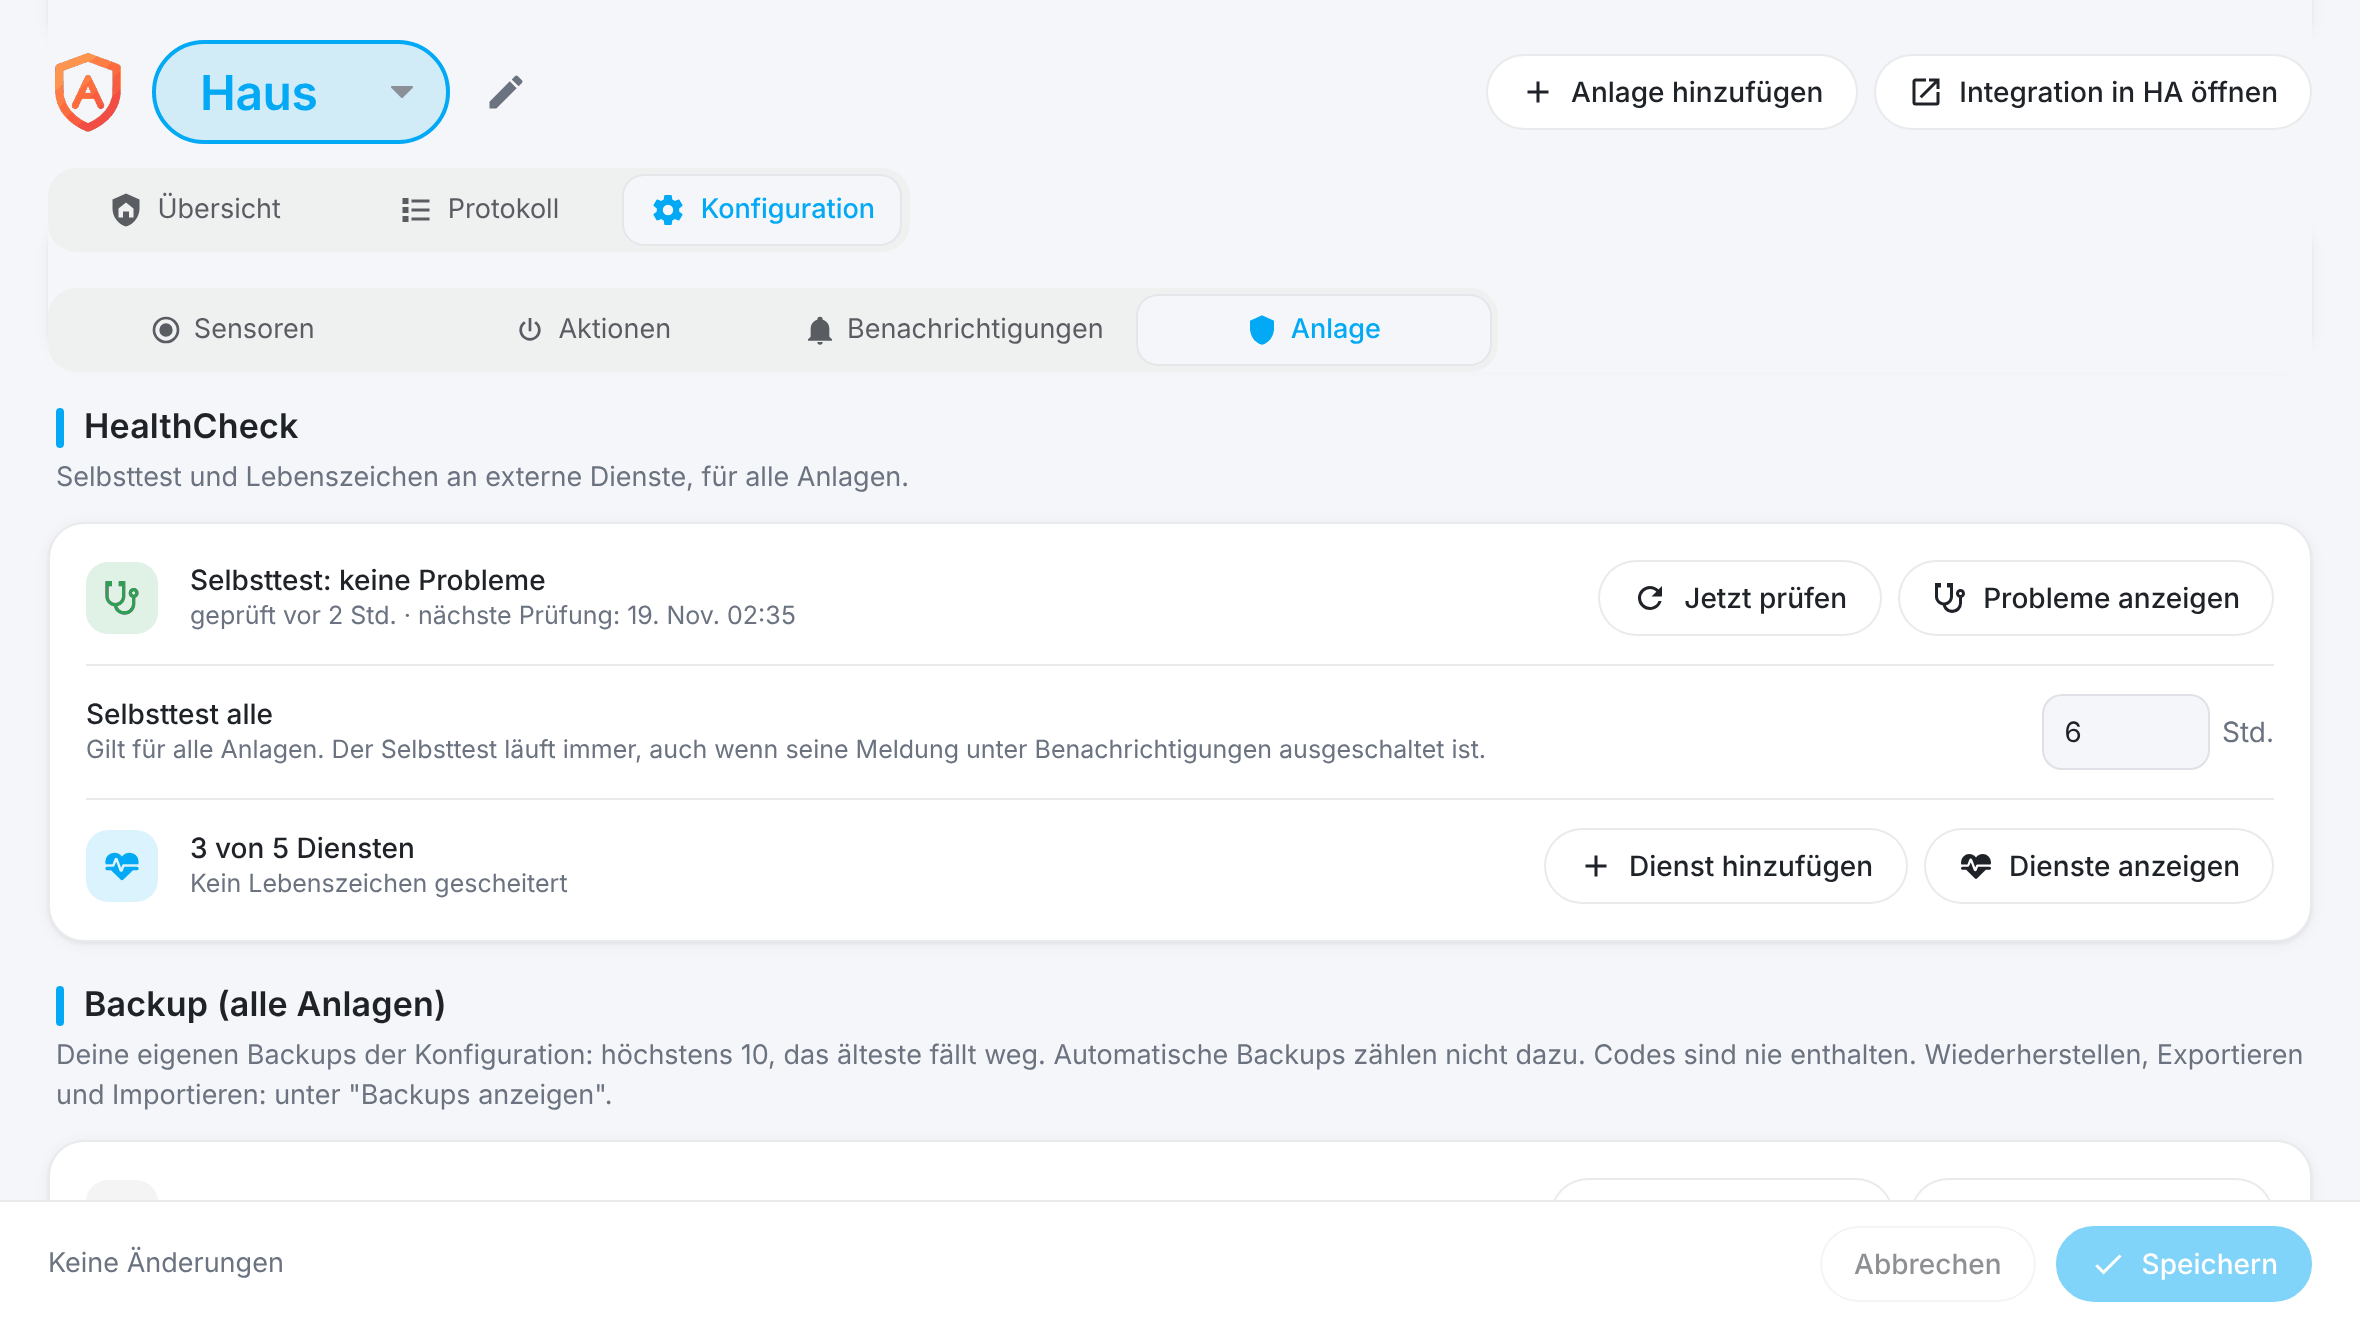 Haus
Anlage hinzufügen
Integration in HA öffnen
Übersicht
Protokoll
Konfiguration
Sensoren
Aktionen
Benachrichtigungen
Anlage
HealthCheck
Selbsttest und Lebenszeichen an externe Dienste, für alle Anlagen.
Selbsttest: keine Probleme
geprüft vor 2 Std. · nächste Prüfung: 19. Nov. 02:35
Jetzt prüfen
Probleme anzeigen
Selbsttest alle
Gilt für alle Anlagen. Der Selbsttest läuft immer, auch wenn seine Meldung unter Benachrichtigungen ausgeschaltet ist.
6 Std.
3 von 5 Diensten
Kein Lebenszeichen gescheitert
Dienst hinzufügen
Dienste anzeigen
Backup (alle Anlagen)
Deine eigenen Backups der Konfiguration: höchstens 10, das älteste fällt weg. Automatische Backups zählen nicht dazu. Codes sind nie enthalten. Wiederherstellen, Exportieren
und Importieren: unter "Backups anzeigen".
Keine Änderungen
Abbrechen
Speichern